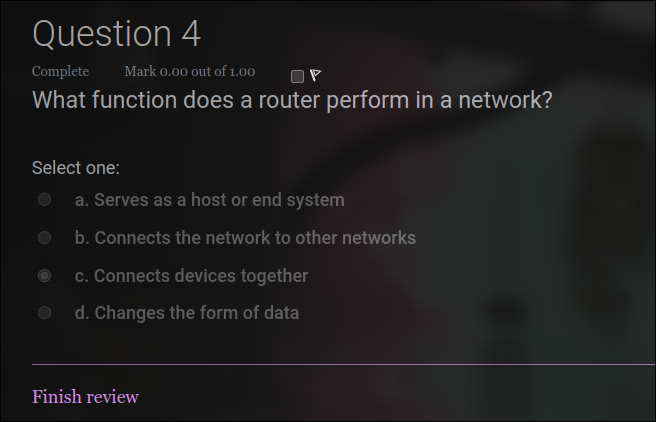 Question 4
Complete Mark 0.00 out of 1.00
What function does a router perform in a network?
Select one:
a. Serves as a host or end system
b. Connects the network to other networks
c. Connects devices together
d. Changes the form of data
Finish review